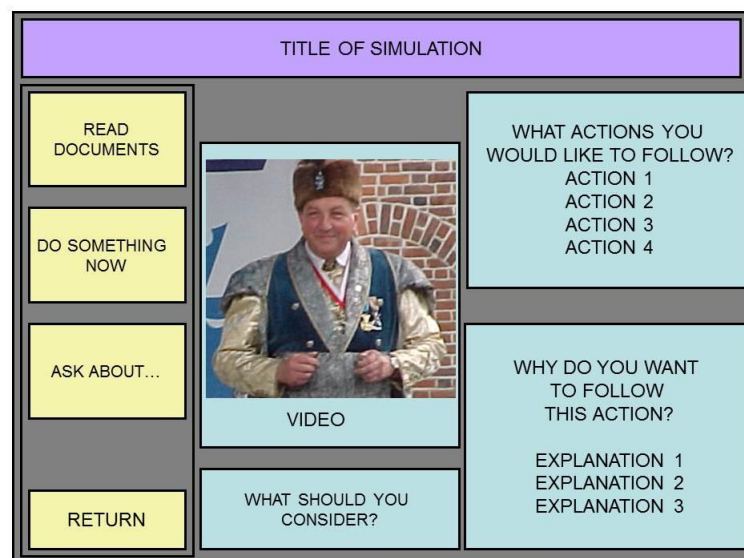 TITLE OF SIMULATION
READ
DOCUMENTS
DO SOMETHING
NOW
ASK ABOUT…
RETURN
VIDEO
WHAT SHOULD YOU
CONSIDER?
WHAT ACTIONS YOU
WOULD LIKE TO FOLLOW?
ACTION 1
ACTION 2
ACTION 3
ACTION 4
WHY DO YOU WANT
TO FOLLOW
THIS ACTION?
EXPLANATION 1
EXPLANATION 2
EXPLANATION 3